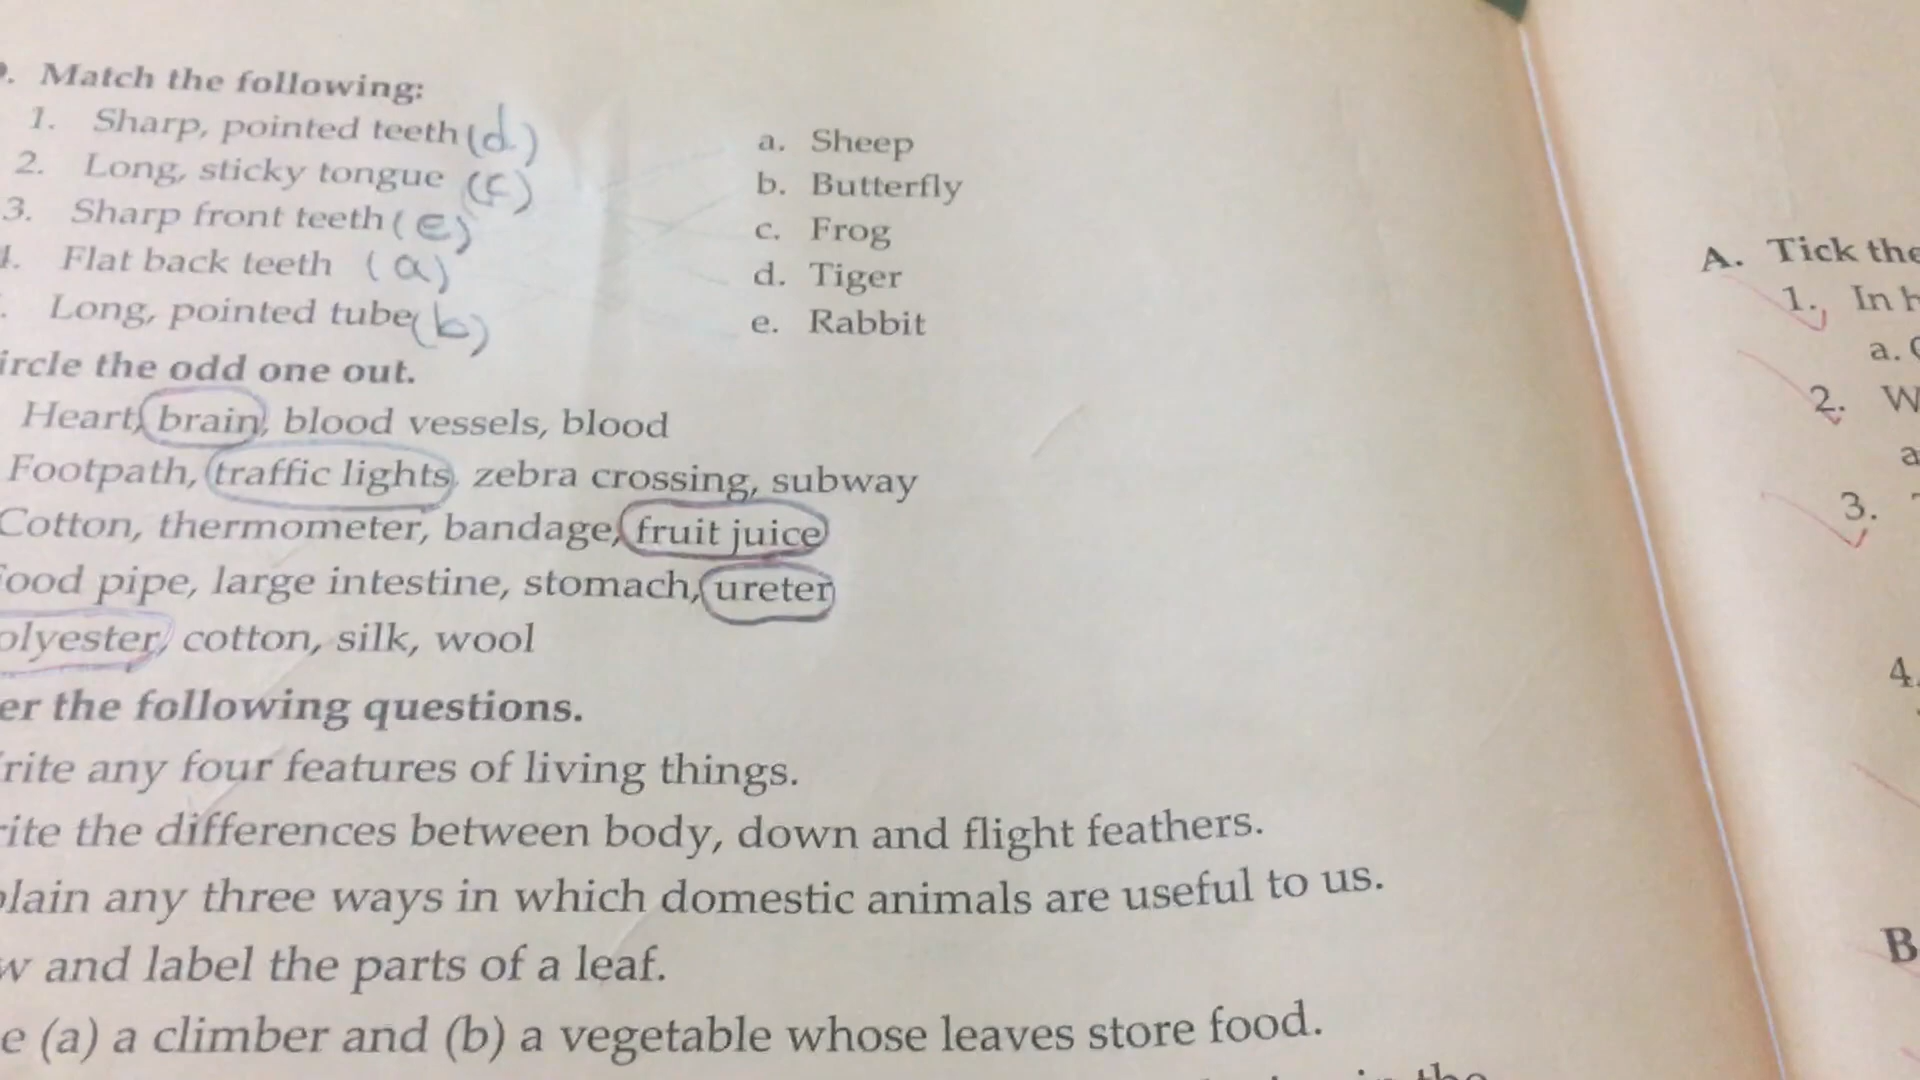 . Match the following:
1. Sharp, pointed teeth (d)
2. Long, sticky tongue (c)
3. Sharp front teeth (e)
4. Flat back teeth (a)
. Long, pointed tube (b)
a. Sheep
b. Butterfly
c. Frog
d. Tiger
e. Rabbit
ircle the odd one out.
Heart, brain, blood vessels, blood
Footpath, traffic lights, zebra crossing, subway
Cotton, thermometer, bandage, fruit juice
ood pipe, large intestine, stomach, ureter
olyester, cotton, silk, wool
er the following questions.
rite any four features of living things.
rite the differences between body, down and flight feathers.
plain any three ways in which domestic animals are useful to us.
w and label the parts of a leaf.
e (a) a climber and (b) a vegetable whose leaves store food.
in the
A. Tick the
1. In
a.
2. W
a
3.
4.
B